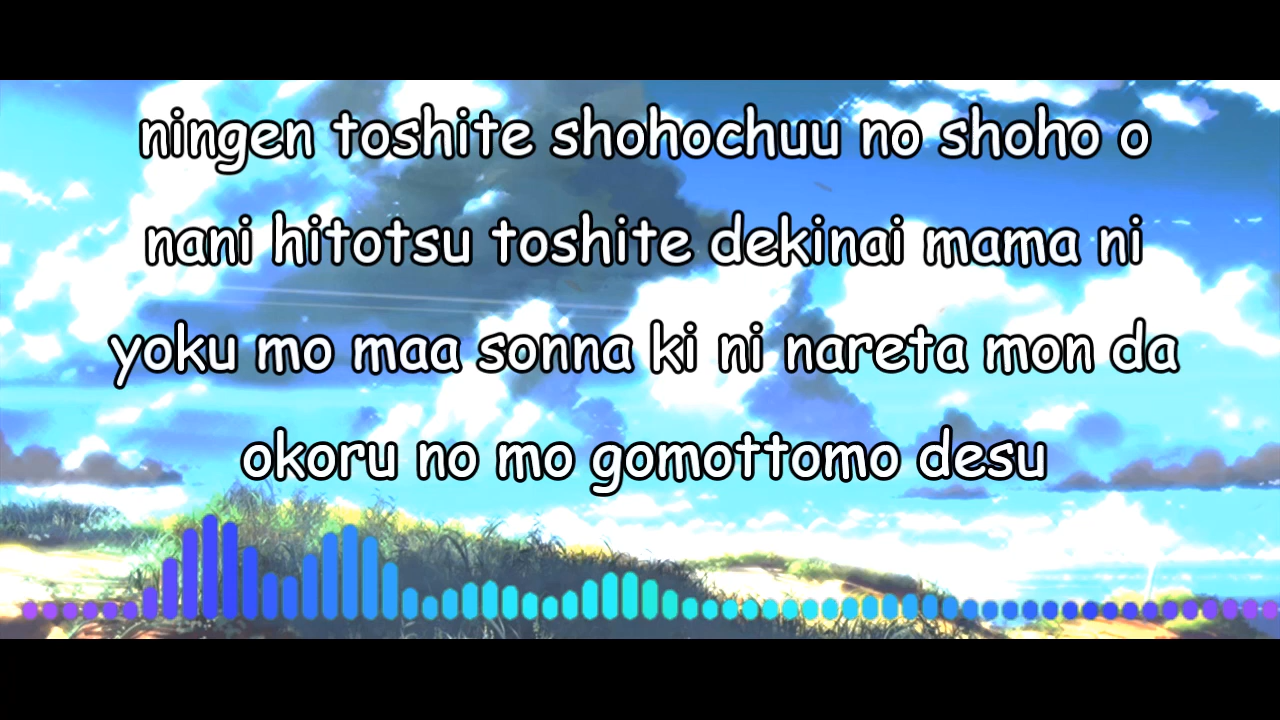 ningen toshite shohochuu no shoho o
nani hitotsu toshite dekinai mama ni
yoku mo maa sonna ki ni nareta mon da
okoru no mo gomottomo desu